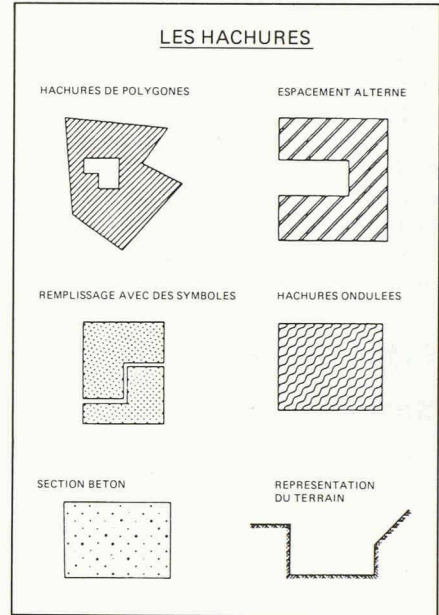 LES HACHURES
HACHURES DE POLYGONES
ESPACEMENT ALTERNE
REMPLISSAGE AVEC DES SYMBOLES
HACHURES ONDULEES
SECTION BETON
REPRESENTATION
DU TERRAIN